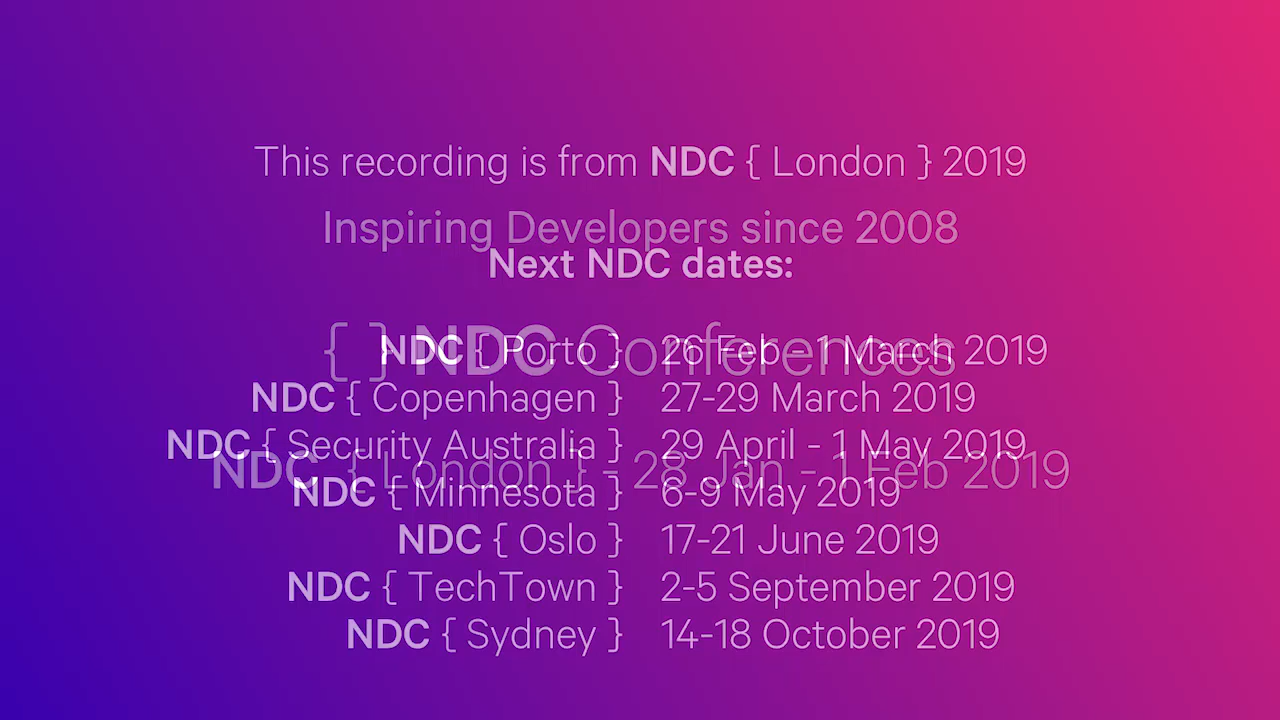 This recording is from NDC { London } 2019
Inspiring Developers since 2008
Next NDC dates:
{ } NDC Conferences
NDC { Porto } 26 Feb - 1 March 2019
NDC { Copenhagen } 27-29 March 2019
NDC { Security Australia } 29 April - 1 May 2019
NDC { London } - 28 Jan - 1 Feb 2019
NDC { Minnesota } 6-9 May 2019
NDC { Oslo } 17-21 June 2019
NDC { TechTown } 2-5 September 2019
NDC { Sydney } 14-18 October 2019